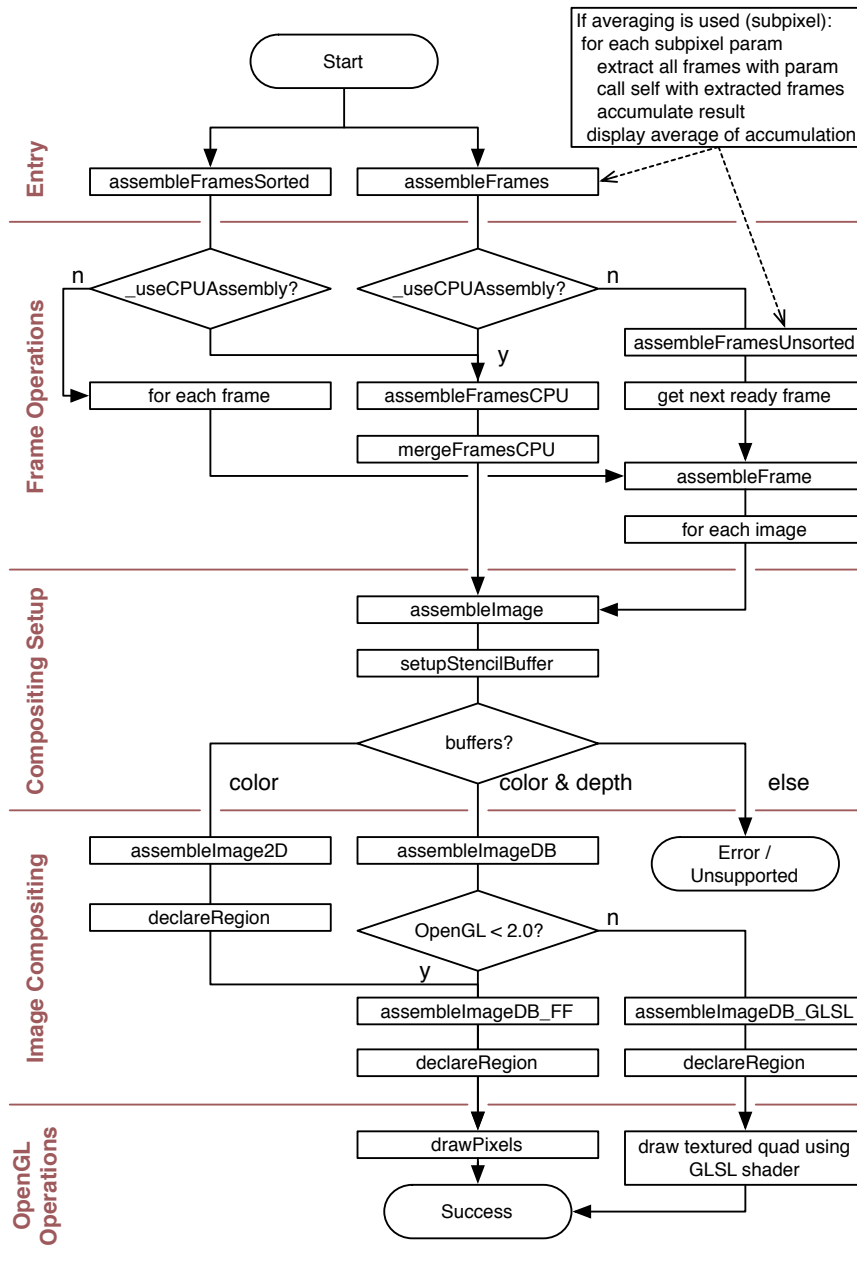 If averaging is used (subpixel):
for each subpixel param
extract all frames with param
call self with extracted frames
accumulate result
display average of accumulation
Start
Entry
assembleFramesSorted
assembleFrames
Frame Operations
n
_useCPUAssembly?
_useCPUAssembly?
n
assembleFramesUnsorted
y
for each frame
assembleFramesCPU
get next ready frame
mergeFramesCPU
assembleFrame
for each image
Compositing Setup
assembleImage
setupStencilBuffer
buffers?
color
color & depth
else
Image Compositing
assembleImage2D
assembleImageDB
Error /
Unsupported
declareRegion
OpenGL < 2.0?
n
y
assembleImageDB_FF
assembleImageDB_GLSL
declareRegion
declareRegion
OpenGL
Operations
drawPixels
draw textured quad using
GLSL shader
Success